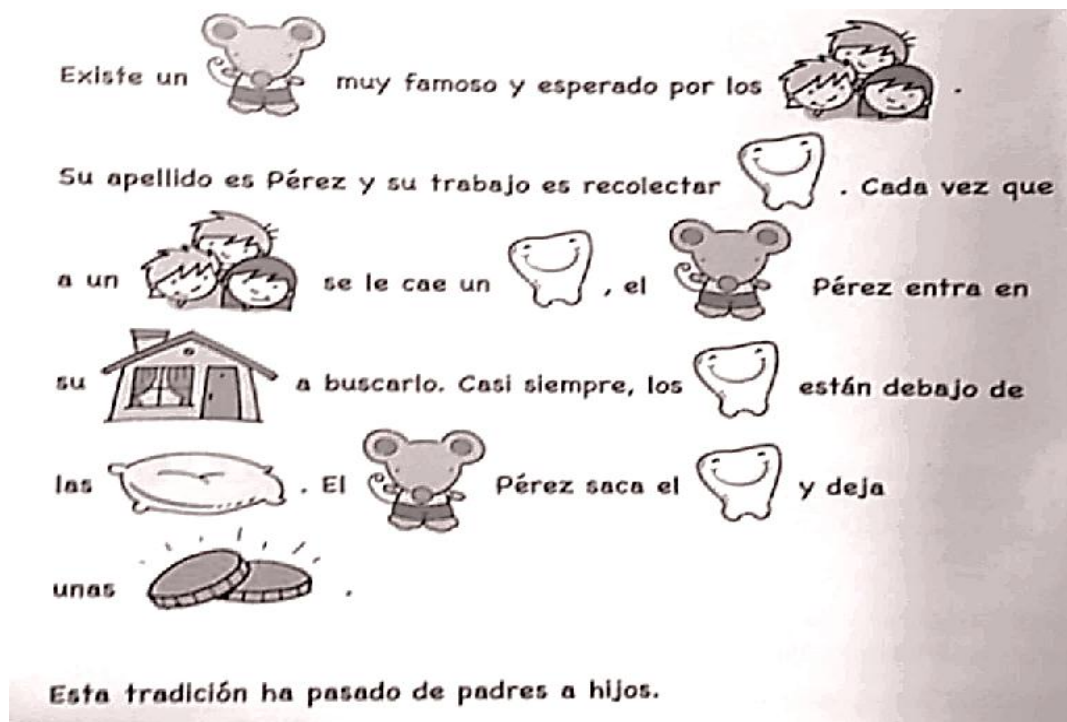 Existe un muy famoso y esperado por los .
Su apellido es Pérez y su trabajo es recolectar . Cada vez que
a un se le cae un , el Pérez entra en
su a buscarlo. Casi siempre, los están debajo de
las . El Pérez saca el y deja
unas .
Esta tradición ha pasado de padres a hijos.